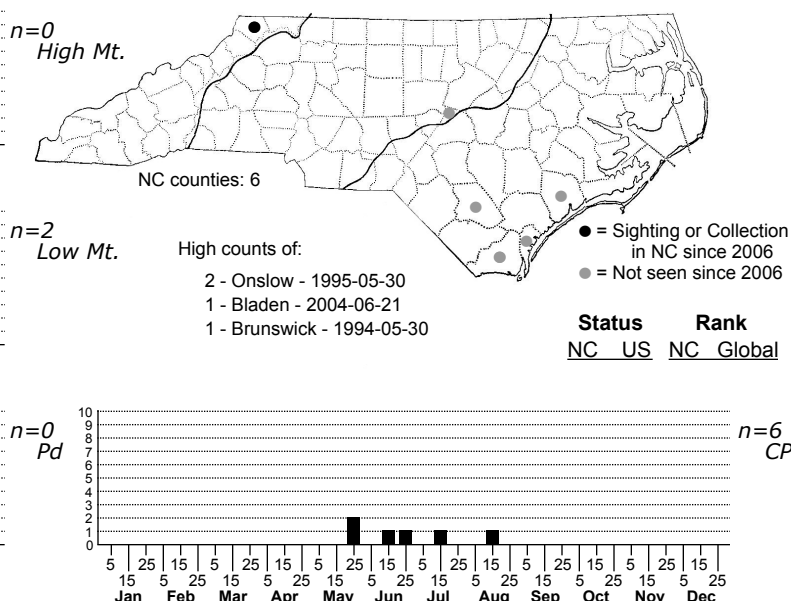 n=0
High Mt.
NC counties: 6
n=2
Low Mt.
High counts of:
2 - Onslow - 1995-05-30
1 - Bladen - 2004-06-21
1 - Brunswick - 1994-05-30
= Sighting or Collection
in NC since 2006
= Not seen since 2006
Status Rank
NC US NC Global
n=0
Pd
n=6
CP
10
9
8
7
6
5
4
3
2
1
0
5 25 15 5 25 15 5 25 15 5 25 15 5 25 15 5 25 15
15 5 25 15 5 25 15 5 25 15 5 25 15 5 25 15 5 25
Jan Feb Mar Apr May Jun Jul Aug Sep Oct Nov Dec